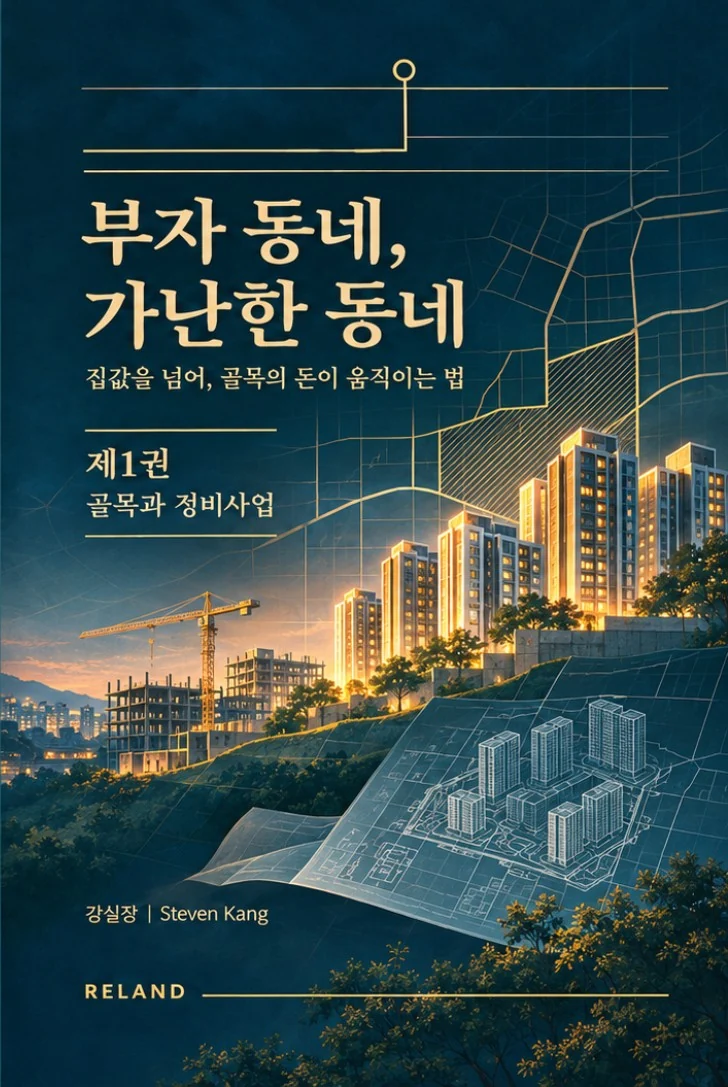 부자 동네,
가난한 동네
집값을 넘어, 골목의 돈이 움직이는 법
제1권
골목과 정비사업
강실장 | Steven Kang
RELAND